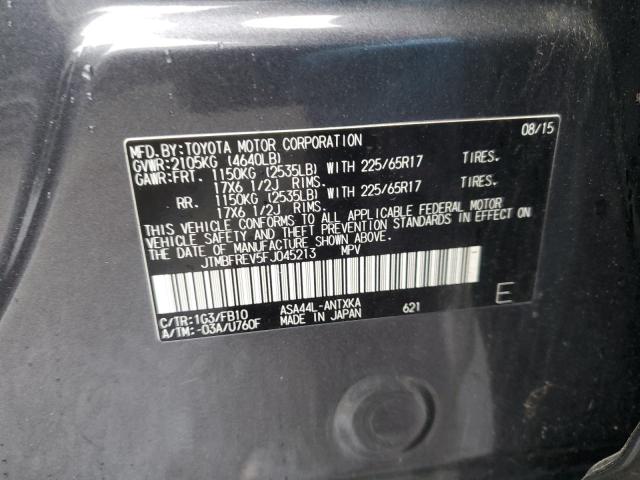 08/15
MFD.BY:TOYOTA MOTOR CORPORATION
GVWR:2105KG (4640LB)
GAWR:FRT. 1150KG (2535LB) WITH 225/65R17 TIRES.
17X6 1/2J RIMS.
RR. 1150KG (2535LB) WITH 225/65R17 TIRES.
17X6 1/2J RIMS.
THIS VEHICLE CONFORMS TO ALL APPLICABLE FEDERAL MOTOR
VEHICLE SAFETY AND THEFT PREVENTION STANDARDS IN EFFECT ON
THE DATE OF MANUFACTURE SHOWN ABOVE.
JTMBFREV5FJ045213 MPV
C/TR:1G3/FB10 ASA44L-ANTXKA 621
A/TM:-03A/U760F MADE IN JAPAN
E